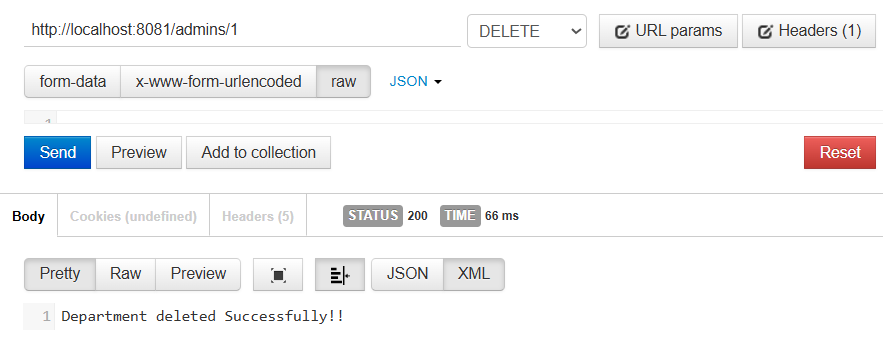 http://localhost:8081/admins/1 DELETE URL params Headers (1)
form-data x-www-form-urlencoded raw JSON
1
Send Preview Add to collection Reset
Body Cookies (undefined) Headers (5) STATUS 200 TIME 66 ms
Pretty Raw Preview JSON XML
1 Department deleted Successfully!!